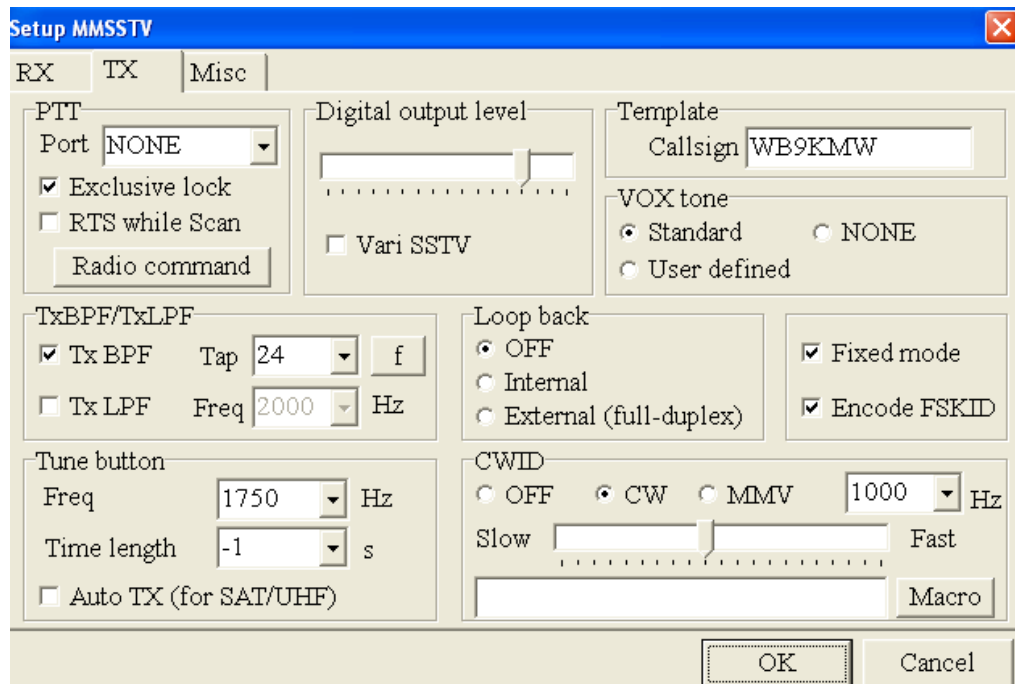 Setup MMSSTV
RX TX Misc
PTT
Port NONE
Exclusive lock
RTS while Scan
Radio command
Digital output level
Vari SSTV
Template
Callsign WB9KMW
VOX tone
Standard NONE
User defined
TxBPF/TxLPF
Tx BPF Tap 24 f
Tx LPF Freq 2000 Hz
Loop back
OFF
Internal
External (full-duplex)
Fixed mode
Encode FSKID
Tune button
Freq 1750 Hz
Time length -1 s
Auto TX (for SAT/UHF)
CWID
OFF CW MMV 1000 Hz
Slow Fast
Macro
OK Cancel